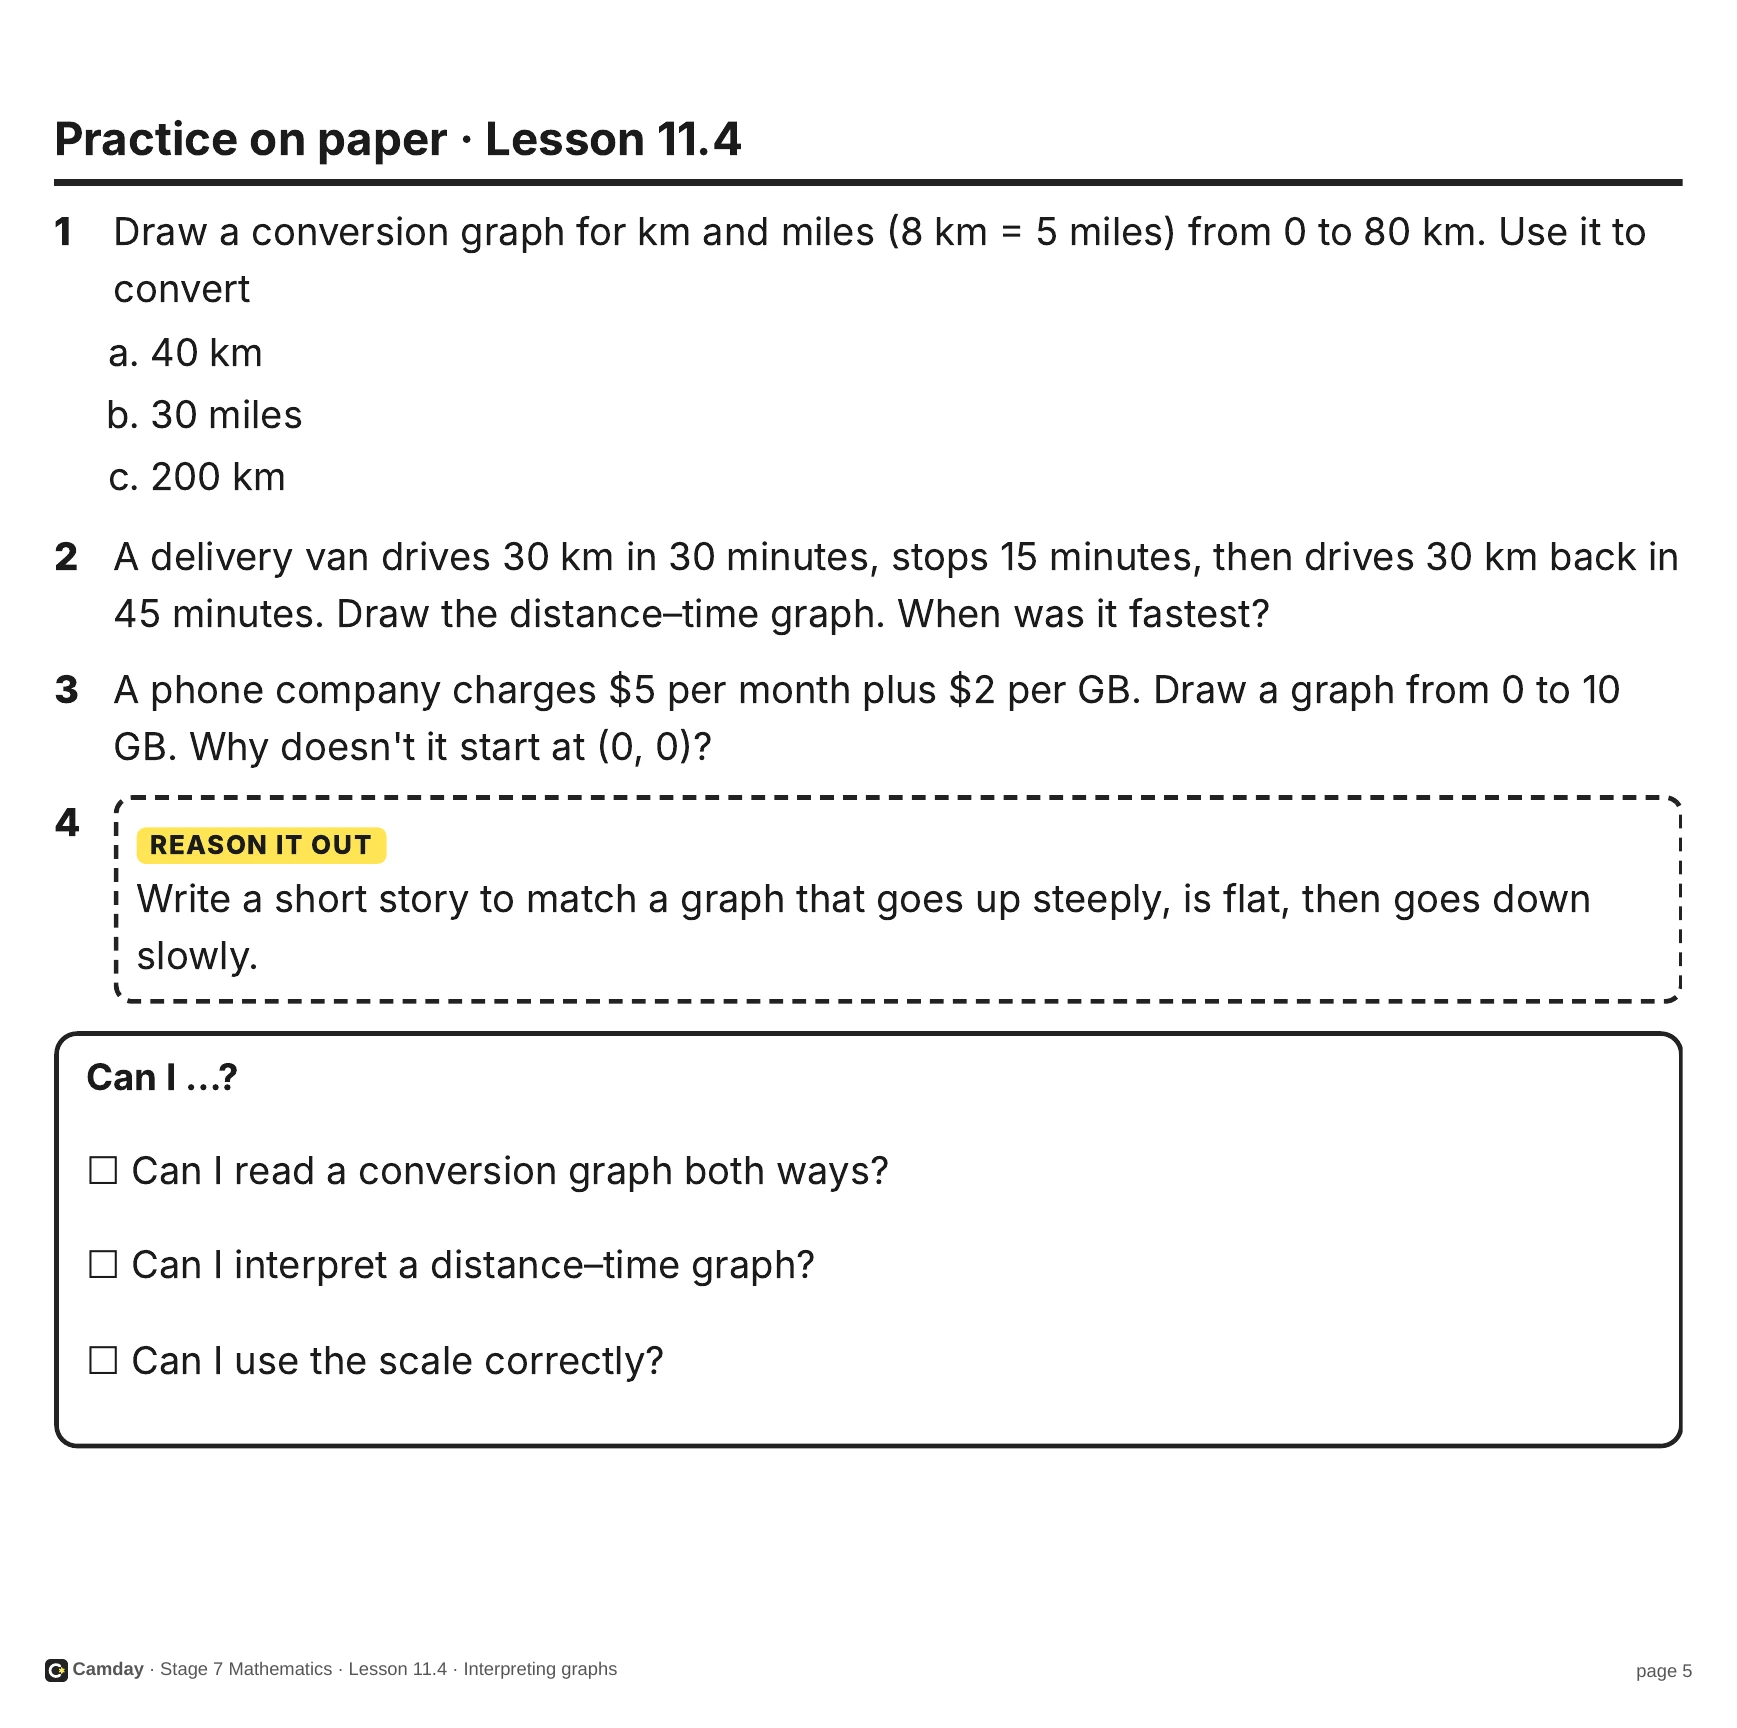 Practice on paper · Lesson 11.4
1 Draw a conversion graph for km and miles (8 km = 5 miles) from 0 to 80 km. Use it to
convert
a. 40 km
b. 30 miles
c. 200 km
2 A delivery van drives 30 km in 30 minutes, stops 15 minutes, then drives 30 km back in
45 minutes. Draw the distance–time graph. When was it fastest?
3 A phone company charges $5 per month plus $2 per GB. Draw a graph from 0 to 10
GB. Why doesn't it start at (0, 0)?
4
REASON IT OUT
Write a short story to match a graph that goes up steeply, is flat, then goes down
slowly.
Can I …?
☐ Can I read a conversion graph both ways?
☐ Can I interpret a distance–time graph?
☐ Can I use the scale correctly?
C Camday · Stage 7 Mathematics · Lesson 11.4 · Interpreting graphs
page 5